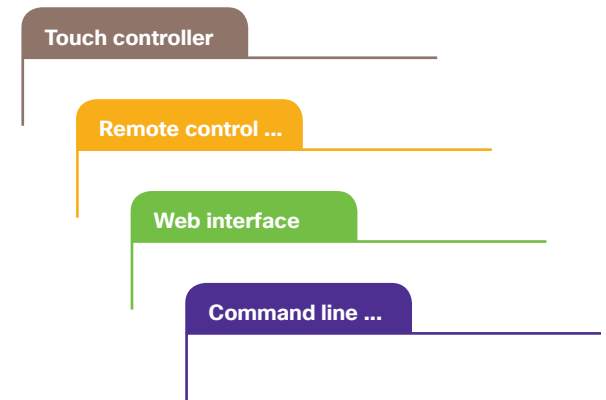 Touch controller
Remote control ...
Web interface
Command line ...